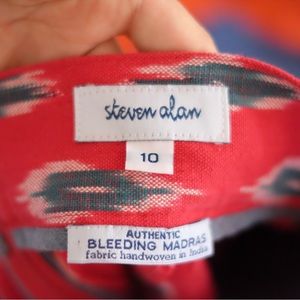 steven alan
10
AUTHENTIC
BLEEDING MADRAS
fabric handwoven in India